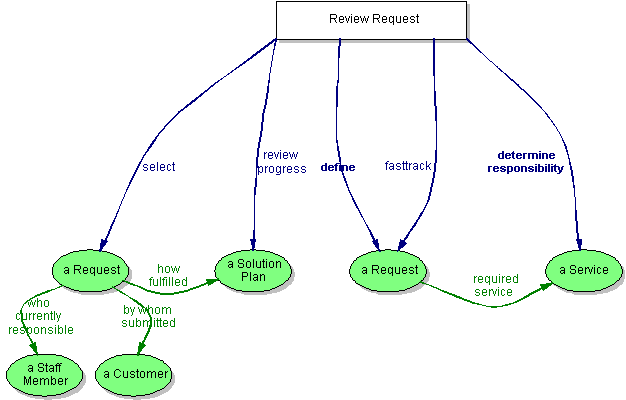 Review Request
select
review
progress
define
fasttrack
determine
responsibility
a Request
how
fulfilled
a Solution
Plan
a Request
required
service
a Service
who
currently
responsible
by whom
submitted
a Staff
Member
a Customer